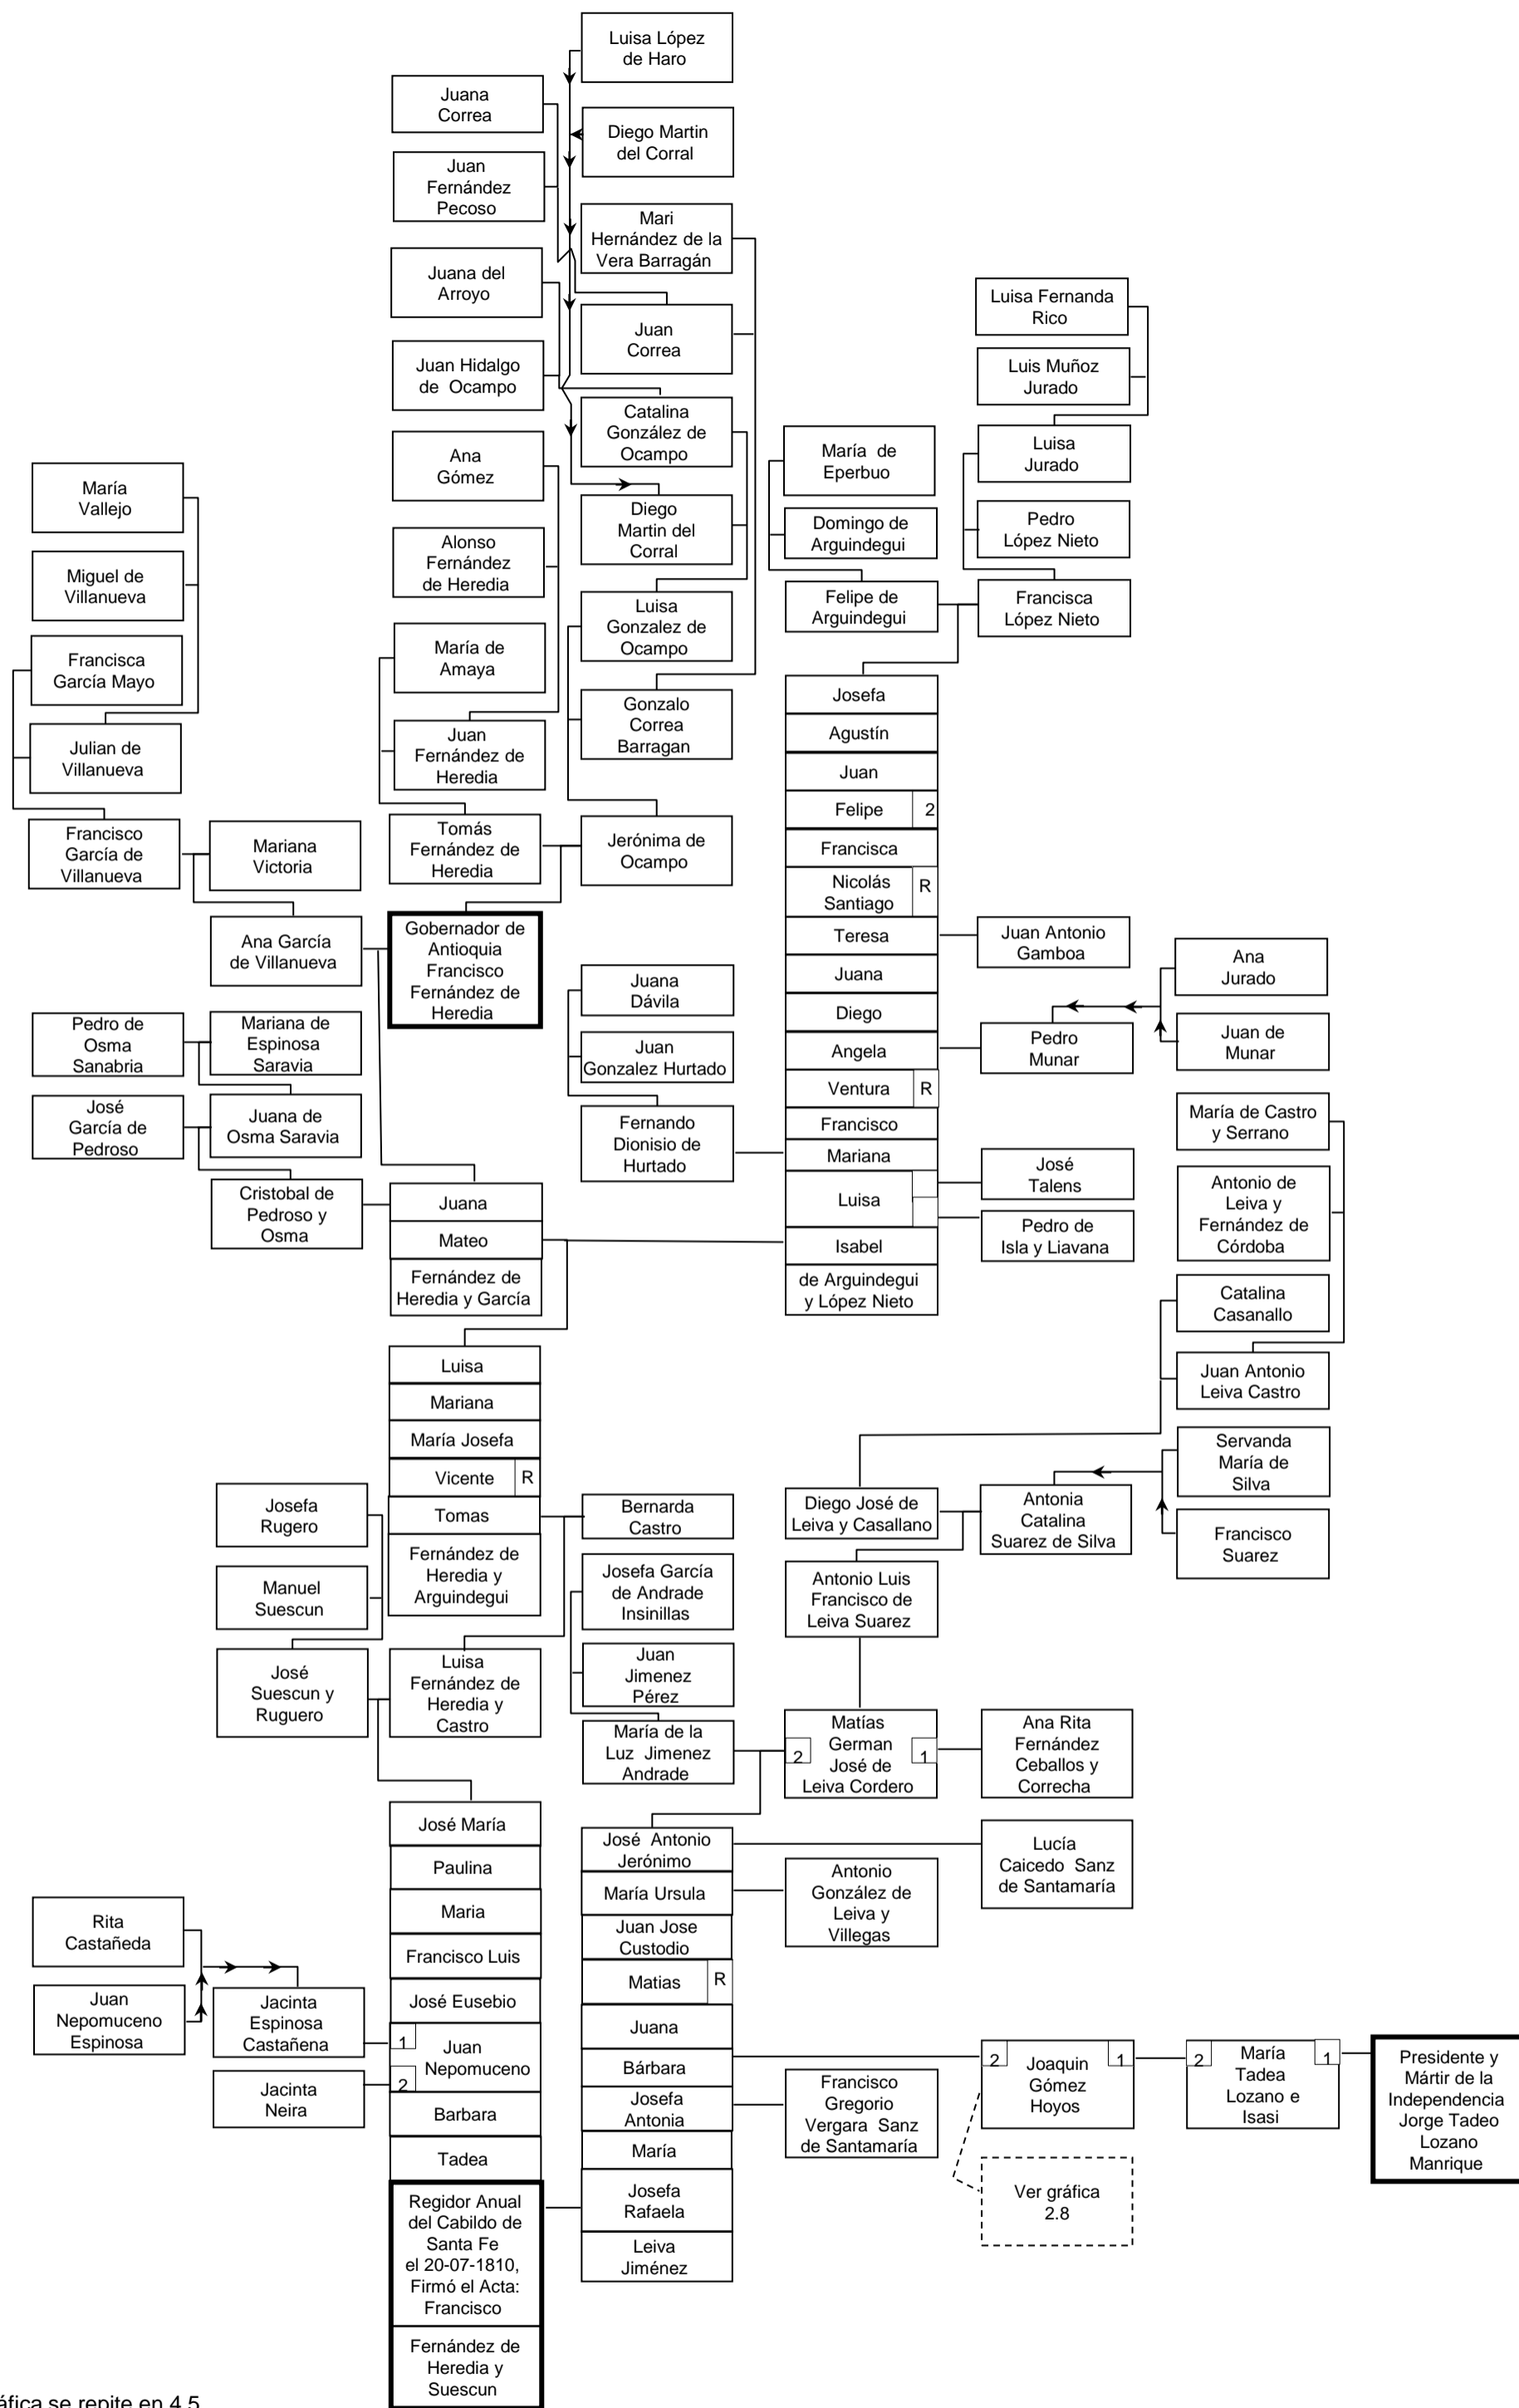 Luisa López
de Haro
Juana
Correa
Diego Martin
del Corral
Juan
Fernández
Pecoso
Mari
Hernández de la
Vera Barragán
Juana del
Arroyo
Luisa Fernanda
Rico
Juan
Correa
Juan Hidalgo
de Ocampo
Luis Muñoz
Jurado
Catalina
González de
Ocampo
María de
Eperbuo
Luisa
Jurado
Ana
Gómez
María
Vallejo
Diego
Martin del
Corral
Domingo de
Arguindegui
Pedro
López Nieto
Alonso
Fernández
de Heredia
Miguel de
Villanueva
Luisa
Gonzalez de
Ocampo
Felipe de
Arguindegui
Francisca
López Nieto
María de
Amaya
Francisca
García Mayo
Gonzalo
Correa
Barragan
Julian de
Villanueva
Juan
Fernández de
Heredia
Josefa
Agustín
Juan
Felipe 2
Francisca
Nicolás
Santiago R
Teresa
Juana
Diego
Angela
Ventura R
Francisco
Mariana
Luisa
Isabel
de Arguindegui
y López Nieto
Francisco
García de
Villanueva
Mariana
Victoria
Tomás
Fernández de
Heredia
Jerónima de
Ocampo
Ana García
de Villanueva
Gobernador de
Antioquia
Francisco
Fernández de
Heredia
Juan Antonio
Gamboa
Ana
Jurado
Juana
Dávila
Pedro de
Osma
Sanabria
Mariana de
Espinosa
Saravia
Juan
Gonzalez Hurtado
Pedro
Munar
Juan de
Munar
José
García de
Pedroso
Juana de
Osma Saravia
Fernando
Dionisio de
Hurtado
María de Castro
y Serrano
José
Talens
Antonio de
Leiva y
Fernández de
Córdoba
Cristobal de
Pedroso y
Osma
Juana
Mateo
Fernández de
Heredia y García
Pedro de
Isla y Liavana
Catalina
Casanallo
Juan Antonio
Leiva Castro
Luisa
Mariana
María Josefa
Vicente R
Tomas
Fernández de
Heredia y
Arguindegui
Servanda
María de
Silva
Josefa
Rugero
Bernarda
Castro
Diego José de
Leiva y Casallano
Antonia
Catalina
Suarez de Silva
Francisco
Suarez
Manuel
Suescun
Josefa García
de Andrade
Insinillas
Antonio Luis
Francisco de
Leiva Suarez
José
Suescun y
Ruguero
Luisa
Fernández de
Heredia y
Castro
Juan
Jimenez
Pérez
María de la
Luz Jimenez
Andrade
Matías
2 German 1
José de
Leiva Cordero
Ana Rita
Fernández
Ceballos y
Correcha
José María
Paulina
Maria
Francisco Luis
José Eusebio
1 Juan
Nepomuceno
2
Barbara
Tadea
Regidor Anual
del Cabildo de
Santa Fe
el 20-07-1810,
Firmó el Acta:
Francisco
Fernández de
Heredia y
Suescun
José Antonio
Jerónimo
María Ursula
Juan Jose
Custodio
Matias R
Juana
Bárbara
Josefa
Antonia
María
Josefa
Rafaela
Leiva
Jiménez
Lucía
Caicedo Sanz
de Santamaría
Antonio
González de
Leiva y
Villegas
Rita
Castañeda
Juan
Nepomuceno
Espinosa
Jacinta
Espinosa
Castañena
Jacinta
Neira
Francisco
Gregorio
Vergara Sanz
de Santamaría
2 Joaquin 1
Gómez
Hoyos
2 María 1
Tadea
Lozano e
Isasi
Presidente y
Mártir de la
Independencia
Jorge Tadeo
Lozano
Manrique
Ver gráfica
2.8
áfica se repite en 4.5